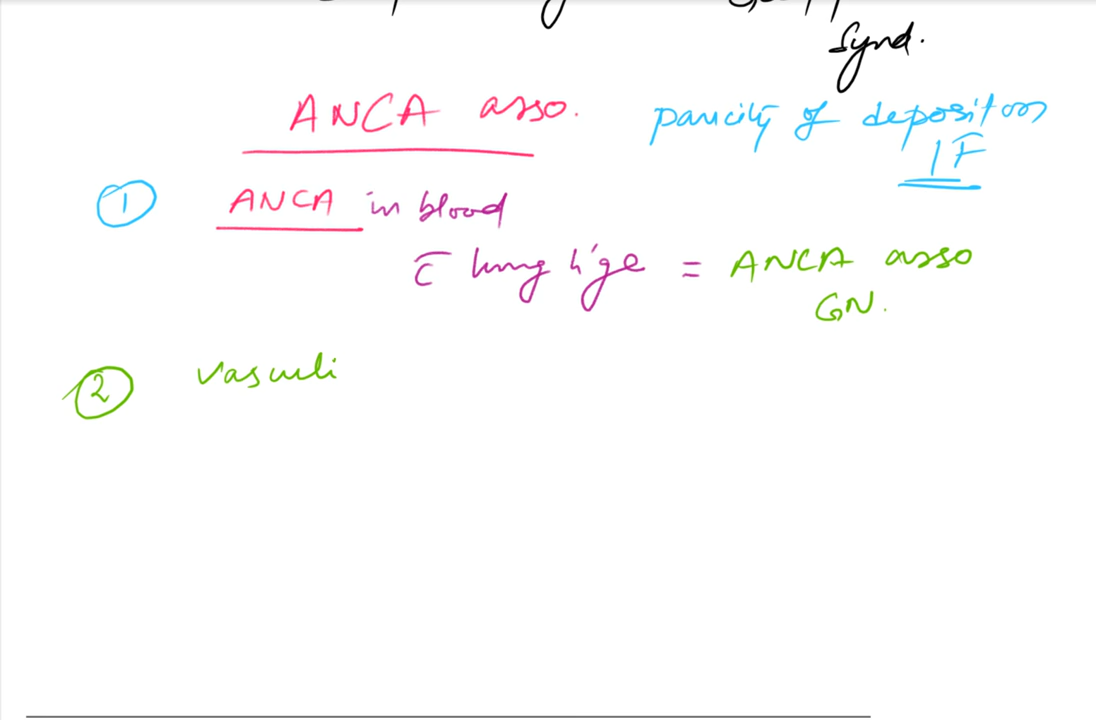 Synd.
ANCA asso. paucity of deposition
IF
① ANCA in blood
c̄ lung h'ge = ANCA asso
GN.
② vasculi